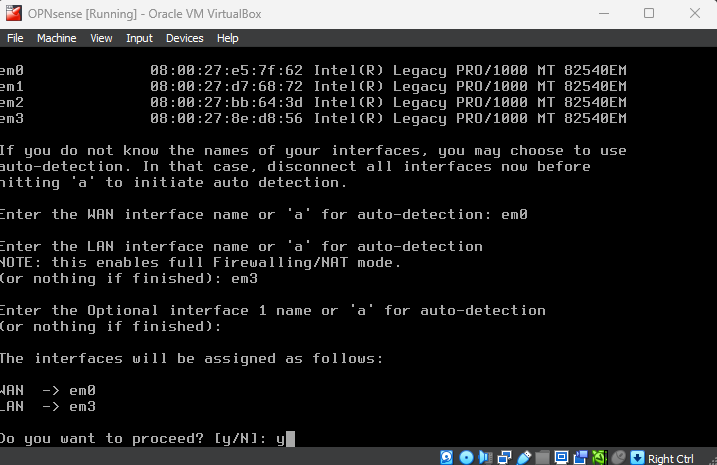 OPNsense [Running] - Oracle VM VirtualBox
File Machine View Input Devices Help
em0 08:00:27:e5:7f:62 Intel(R) Legacy PRO/1000 MT 82540EM
em1 08:00:27:d7:68:72 Intel(R) Legacy PRO/1000 MT 82540EM
em2 08:00:27:bb:64:3d Intel(R) Legacy PRO/1000 MT 82540EM
em3 08:00:27:8e:d8:56 Intel(R) Legacy PRO/1000 MT 82540EM
If you do not know the names of your interfaces, you may choose to use
auto-detection. In that case, disconnect all interfaces now before
hitting 'a' to initiate auto detection.
Enter the WAN interface name or 'a' for auto-detection: em0
Enter the LAN interface name or 'a' for auto-detection
NOTE: this enables full Firewalling/NAT mode.
(or nothing if finished): em3
Enter the Optional interface 1 name or 'a' for auto-detection
(or nothing if finished):
The interfaces will be assigned as follows:
WAN -> em0
LAN -> em3
Do you want to proceed? [y/N]: y
Right Ctrl